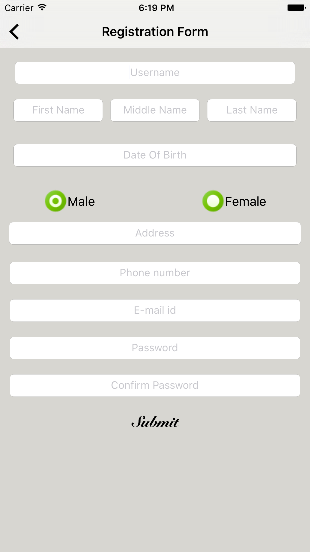 Carrier 6:19 PM
Registration Form
Username
First Name Middle Name Last Name
Date Of Birth
Male Female
Address
Phone number
E-mail id
Password
Confirm Password
Submit